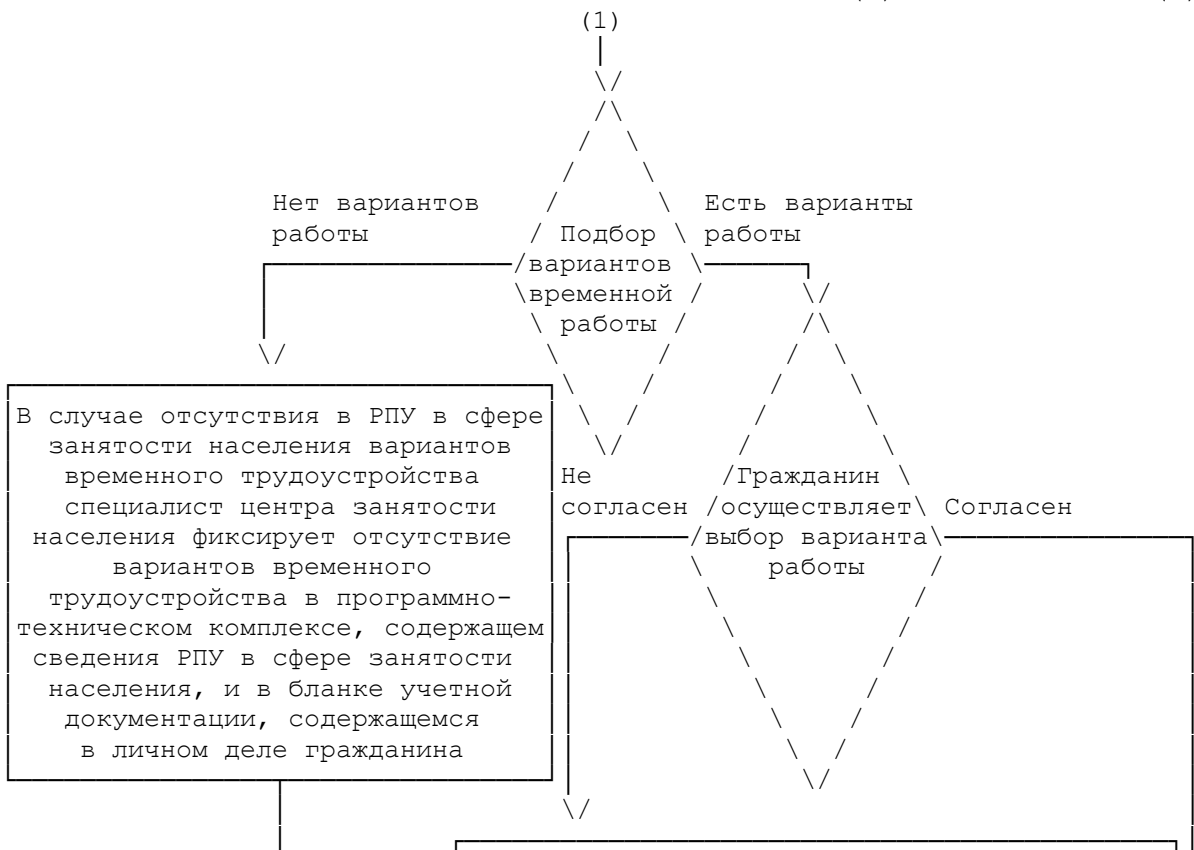 (1)
Нет вариантов
работы
Есть варианты
работы
Подбор
вариантов
временной
работы
В случае отсутствия в РПУ в сфере
занятости населения вариантов
временного трудоустройства
специалист центра занятости
населения фиксирует отсутствие
вариантов временного
трудоустройства в программно-
техническом комплексе, содержащем
сведения РПУ в сфере занятости
населения, и в бланке учетной
документации, содержащемся
в личном деле гражданина
Не
согласен
Гражданин
осуществляет
выбор варианта
работы
Согласен